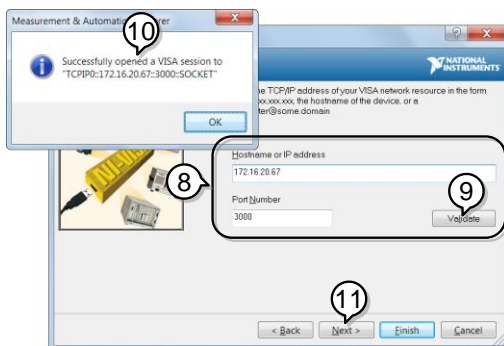 Measurement & Automation Explorer
10
Successfully opened a VISA session to
"TCPIP0::172.16.20.67::3000::SOCKET"
OK
NATIONAL
INSTRUMENTS
TCP/IP address of your VISA network resource in the form
the hostname of the device, or a
NI-VISA
8
Hostname or IP address
172.16.20.67
Port Number
3000
9
Validate
11
< Back
Next >
Finish
Cancel